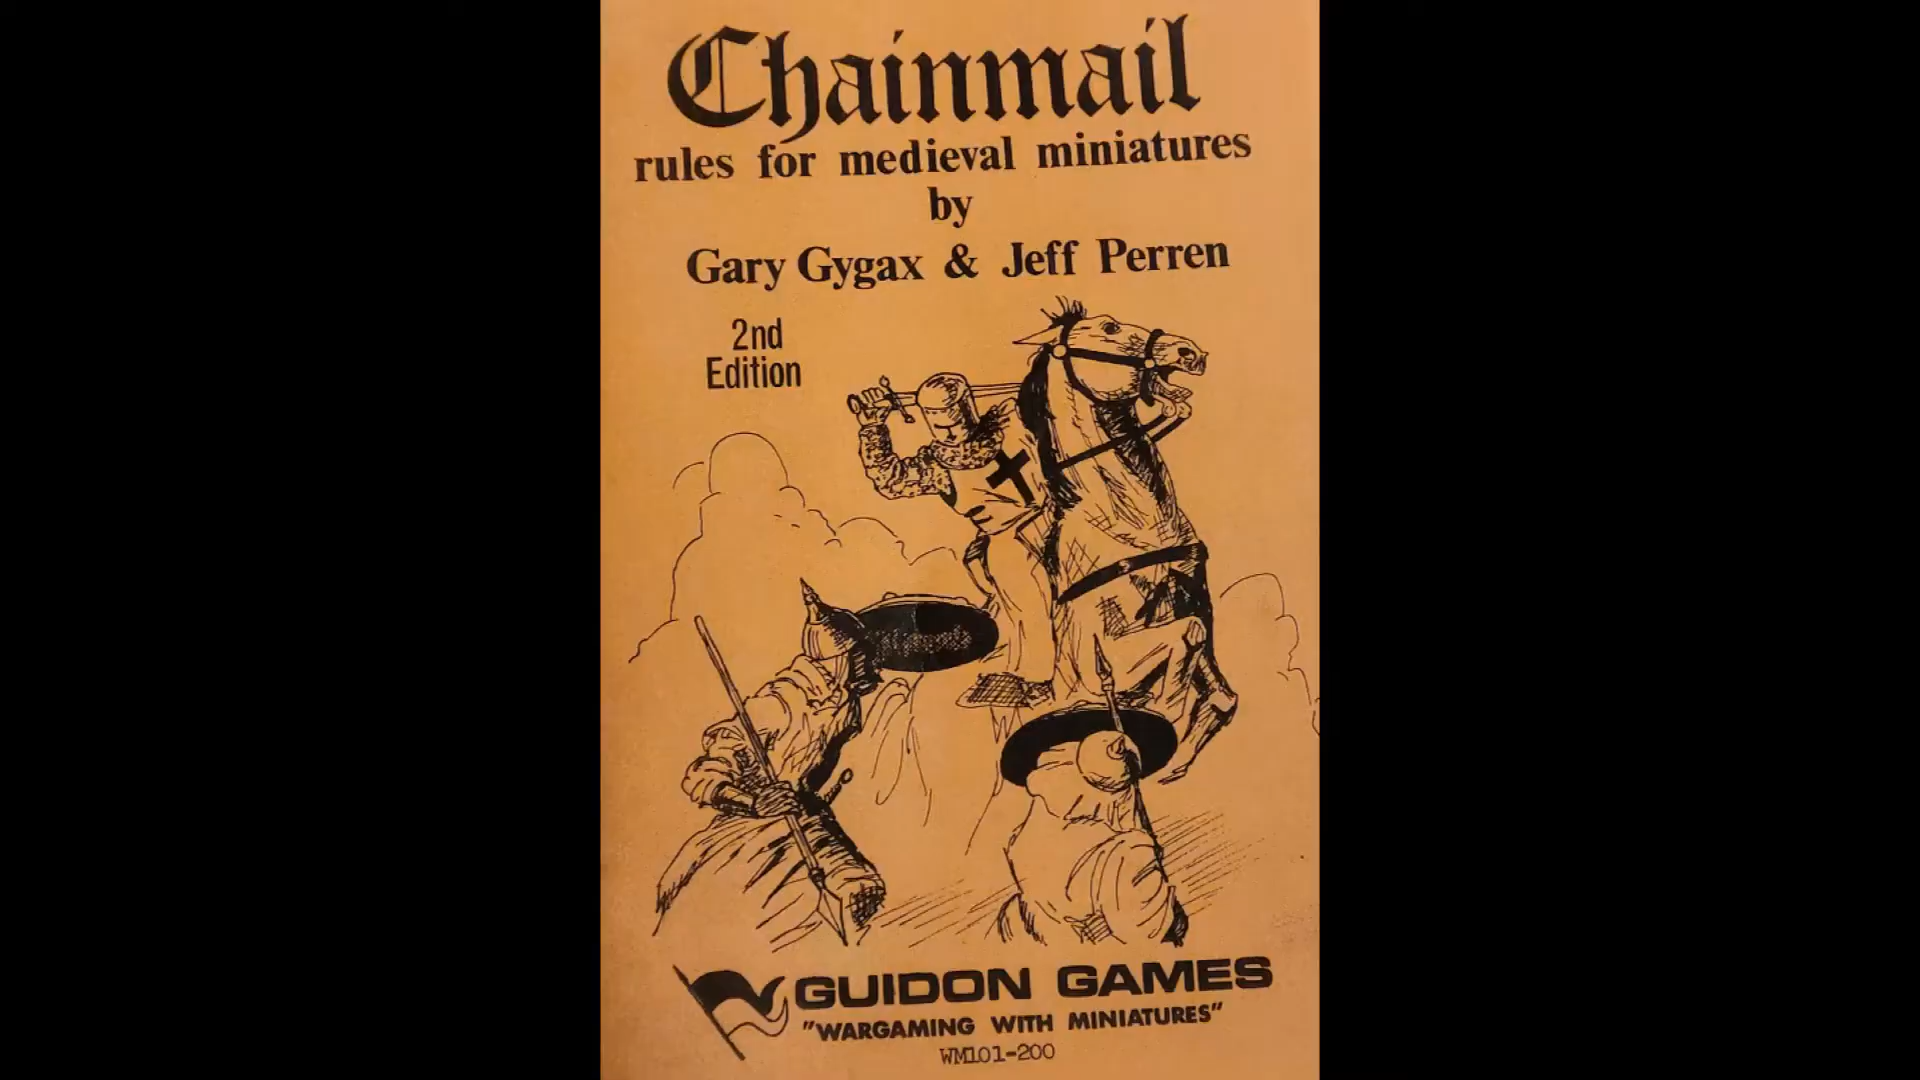 Chainmail
rules for medieval miniatures
by
Gary Gygax & Jeff Perren
2nd
Edition
GUIDON GAMES
"WARGAMING WITH MINIATURES"
WM101-200